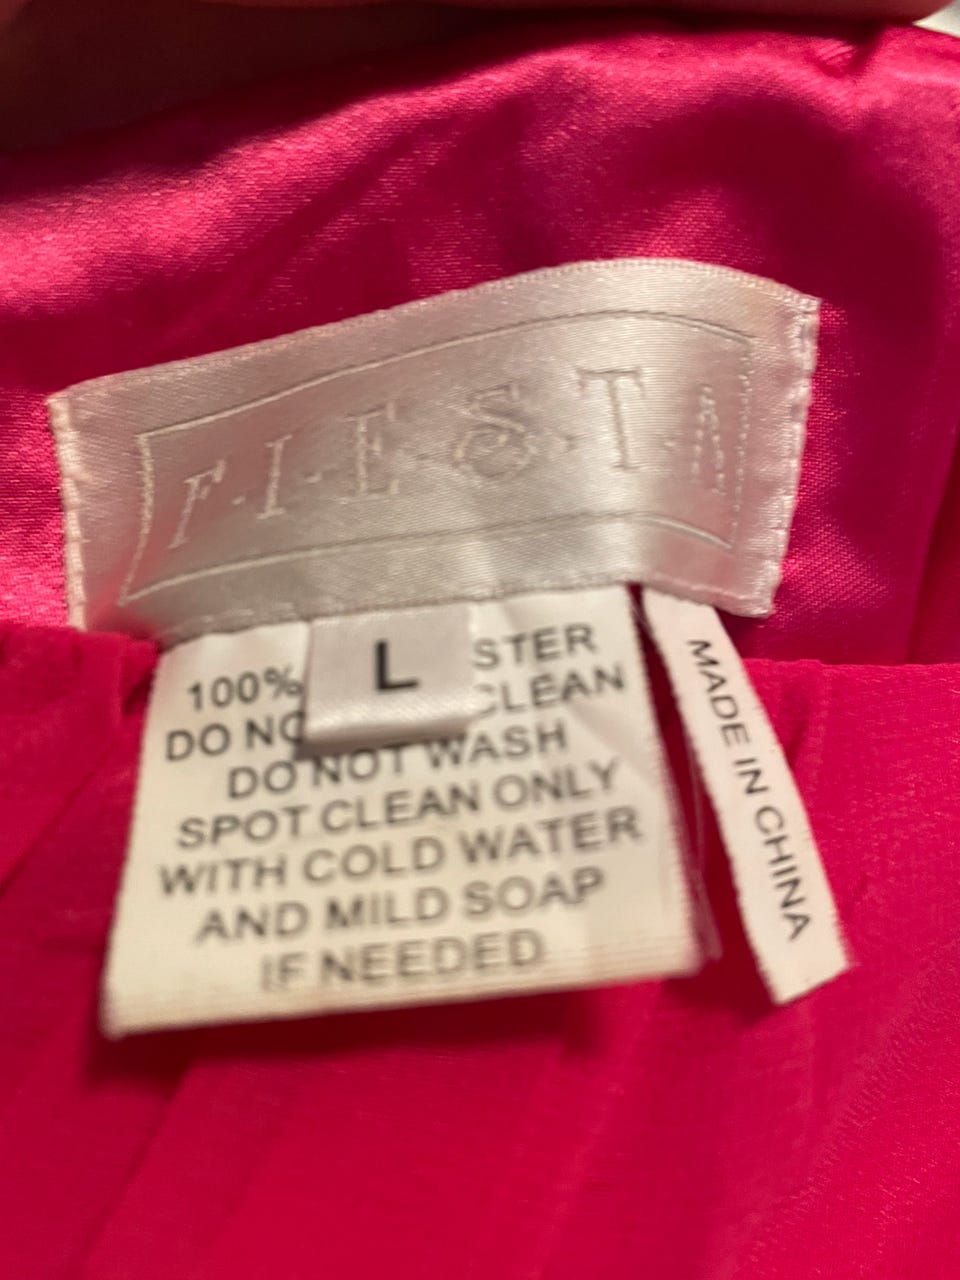 F·I·E·S·T·A
L
100% STER
DO NO CLEAN
DO NOT WASH
SPOT CLEAN ONLY
WITH COLD WATER
AND MILD SOAP
IF NEEDED
MADE IN CHINA